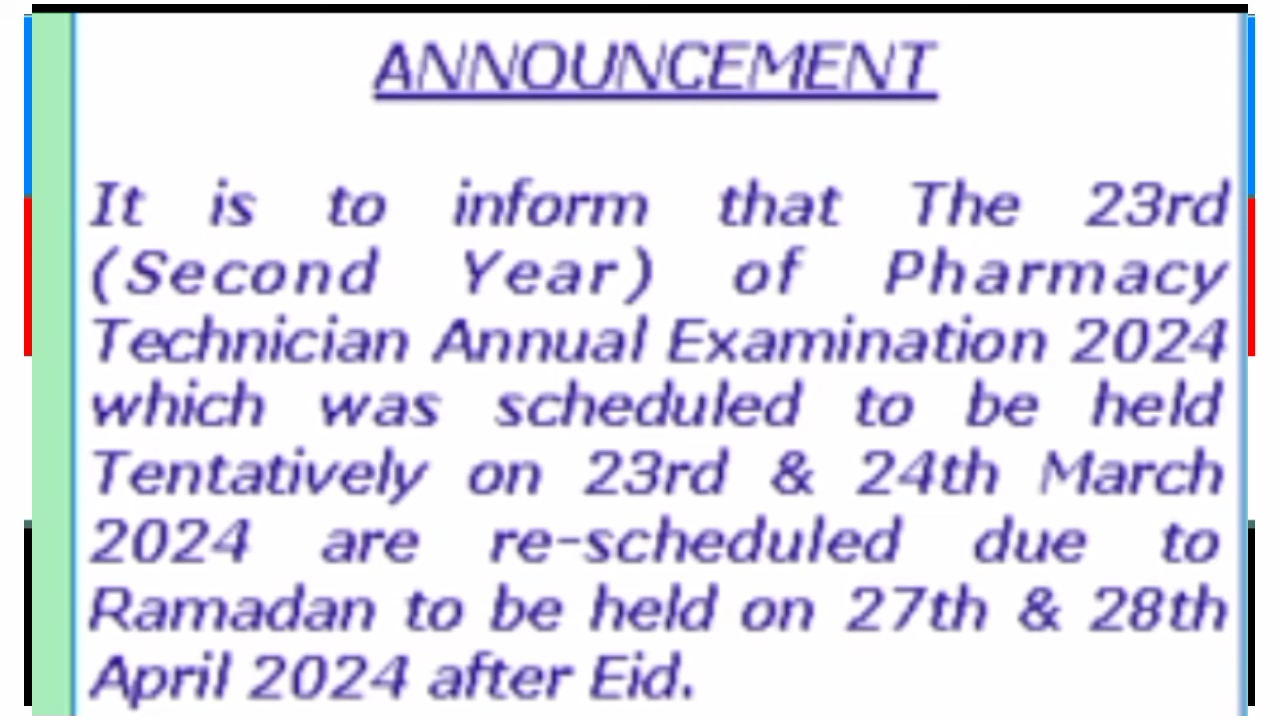 ANNOUNCEMENT
It is to inform that The 23rd
(Second Year) of Pharmacy
Technician Annual Examination 2024
which was scheduled to be held
Tentatively on 23rd & 24th March
2024 are re-scheduled due to
Ramadan to be held on 27th & 28th
April 2024 after Eid.